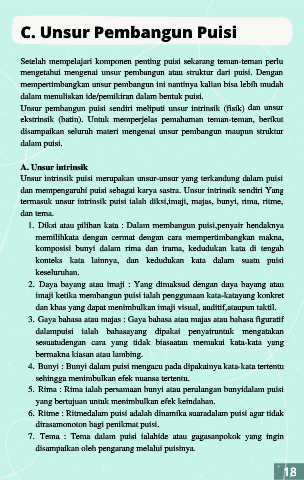 C. Unsur Pembangun Puisi
Setelah mempelajari komponen penting puisi sekarang teman-teman perlu
mengetahui mengenai unsur pembangun atau struktur dari puisi. Dengan
mempertimbangkan unsur pembangun ini nantinya kalian bisa lebih mudah
dalam menuliskan ide/pemikiran dalam bentuk puisi.
Unsur pembangun puisi sendiri meliputi unsur intrinsik (fisik) dan unsur
ekstrinsik (batin). Untuk memperjelas pemahaman teman-teman, berikut
disampaikan seluruh materi mengenai unsur pembangun maupun struktur
dalam puisi.
A. Unsur intrinsik
Unsur intrinsik puisi merupakan unsur-unsur yang terkandung dalam puisi
dan mempengaruhi puisi sebagai karya sastra. Unsur intrinsik sendiri Yang
termasuk unsur intrinsik puisi ialah diksi,imaji, majas, bunyi, rima, ritme,
dan tema.
1. Diksi atau pilihan kata : Dalam membangun puisi,penyair hendaknya
memilihkata dengan cermat dengan cara mempertimbangkan makna,
komposisi bunyi dalam rima dan irama, kedudukan kata di tengah
konteks kata lainnya, dan kedudukan kata dalam suatu puisi
keseluruhan.
2. Daya bayang atau imaji : Yang dimaksud dengan daya bayang atau
imaji ketika membangun puisi ialah penggunaan kata-katayang konkret
dan khas yang dapat menimbulkan imaji visual, auditif,ataupun taktil.
3. Gaya bahasa atau majas : Gaya bahasa atau majas atau bahasa figuratif
dalampuisi ialah bahasayang dipakai penyairuntuk mengatakan
sesuatudengan cara yang tidak biasaatau memakai kata-kata yang
bermakna kiasan atau lambing.
4. Bunyi : Bunyi dalam puisi mengacu pada dipakainya kata-kata tertentu
sehingga menimbulkan efek nuansa tertentu.
5. Rima : Rima ialah persamaan bunyi atau perulangan bunyidalam puisi
yang bertujuan untuk menimbulkan efek keindahan.
6. Ritme : Ritmedalam puisi adalah dinamika suaradalam puisi agar tidak
dirasamonoton bagi penikmat puisi.
7. Tema : Tema dalam puisi ialahide atau gagasanpokok yang ingin
disampaikan oleh pengarang melalui puisinya.
18